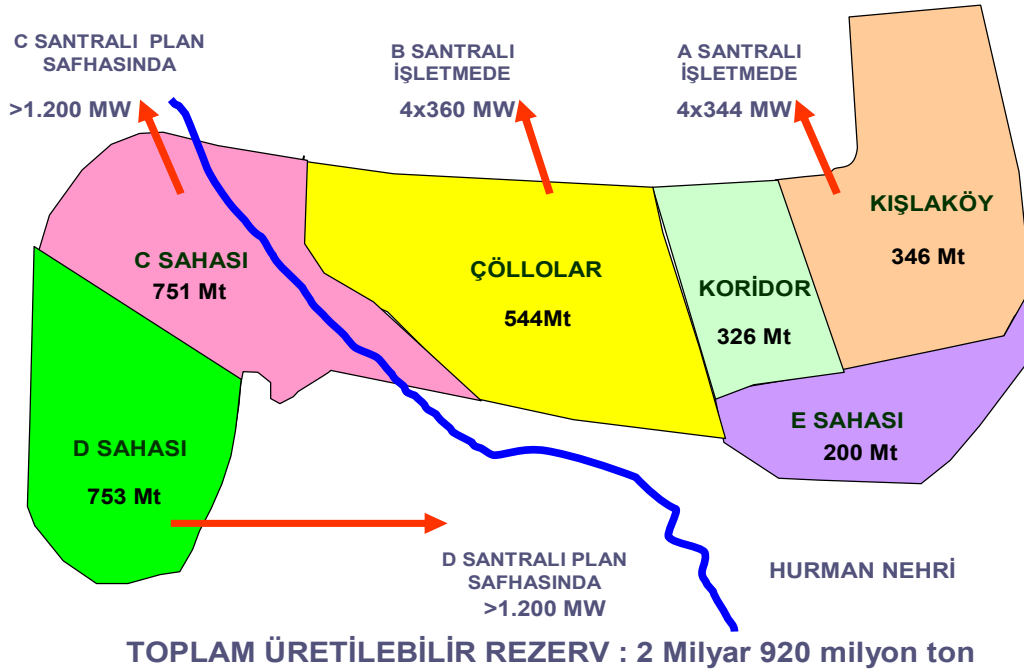 C SANTRALI PLAN
SAFHASINDA
>1.200 MW
B SANTRALI
İŞLETMEDE
4x360 MW
A SANTRALI
İŞLETMEDE
4x344 MW
KIŞLAKÖY
346 Mt
C SAHASI
751 Mt
ÇÖLLOLAR
544Mt
KORİDOR
326 Mt
E SAHASI
200 Mt
D SAHASI
753 Mt
D SANTRALI PLAN
SAFHASINDA
>1.200 MW
HURMAN NEHRİ
TOPLAM ÜRETİLEBİLİR REZERV : 2 Milyar 920 milyon ton